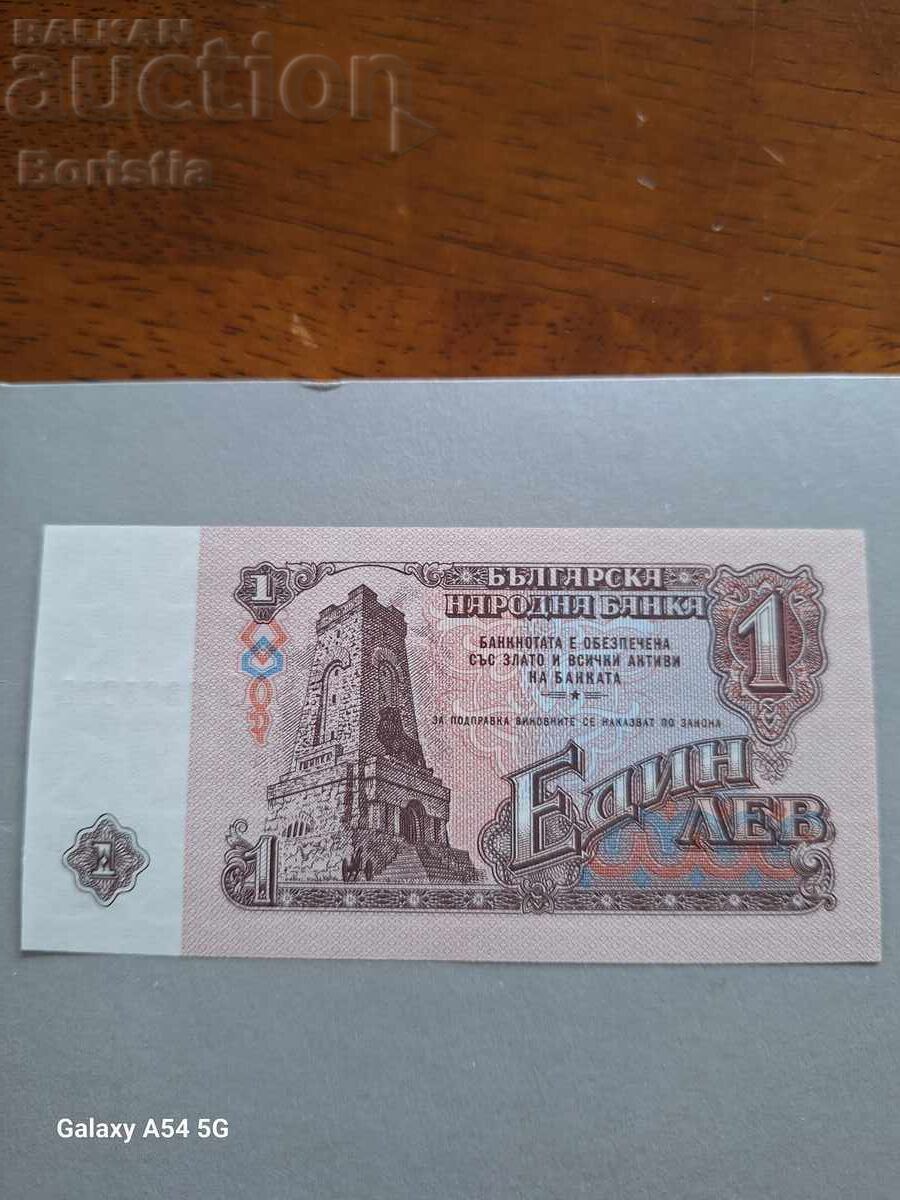 BALKAN
auction
Boristia
1
БЪЛГАРСКА
НАРОДНА БАНКА
1
БАНКНОТАТА Е ОБЕЗПЕЧЕНА
СЪС ЗЛАТО И ВСИЧКИ АКТИВИ
НА БАНКАТА
ЗА ПОДПРАВКА ВИНОВНИТЕ СЕ НАКАЗВАТ ПО ЗАКОНА
ЕДИН
ЛЕВ
1
1
Galaxy A54 5G